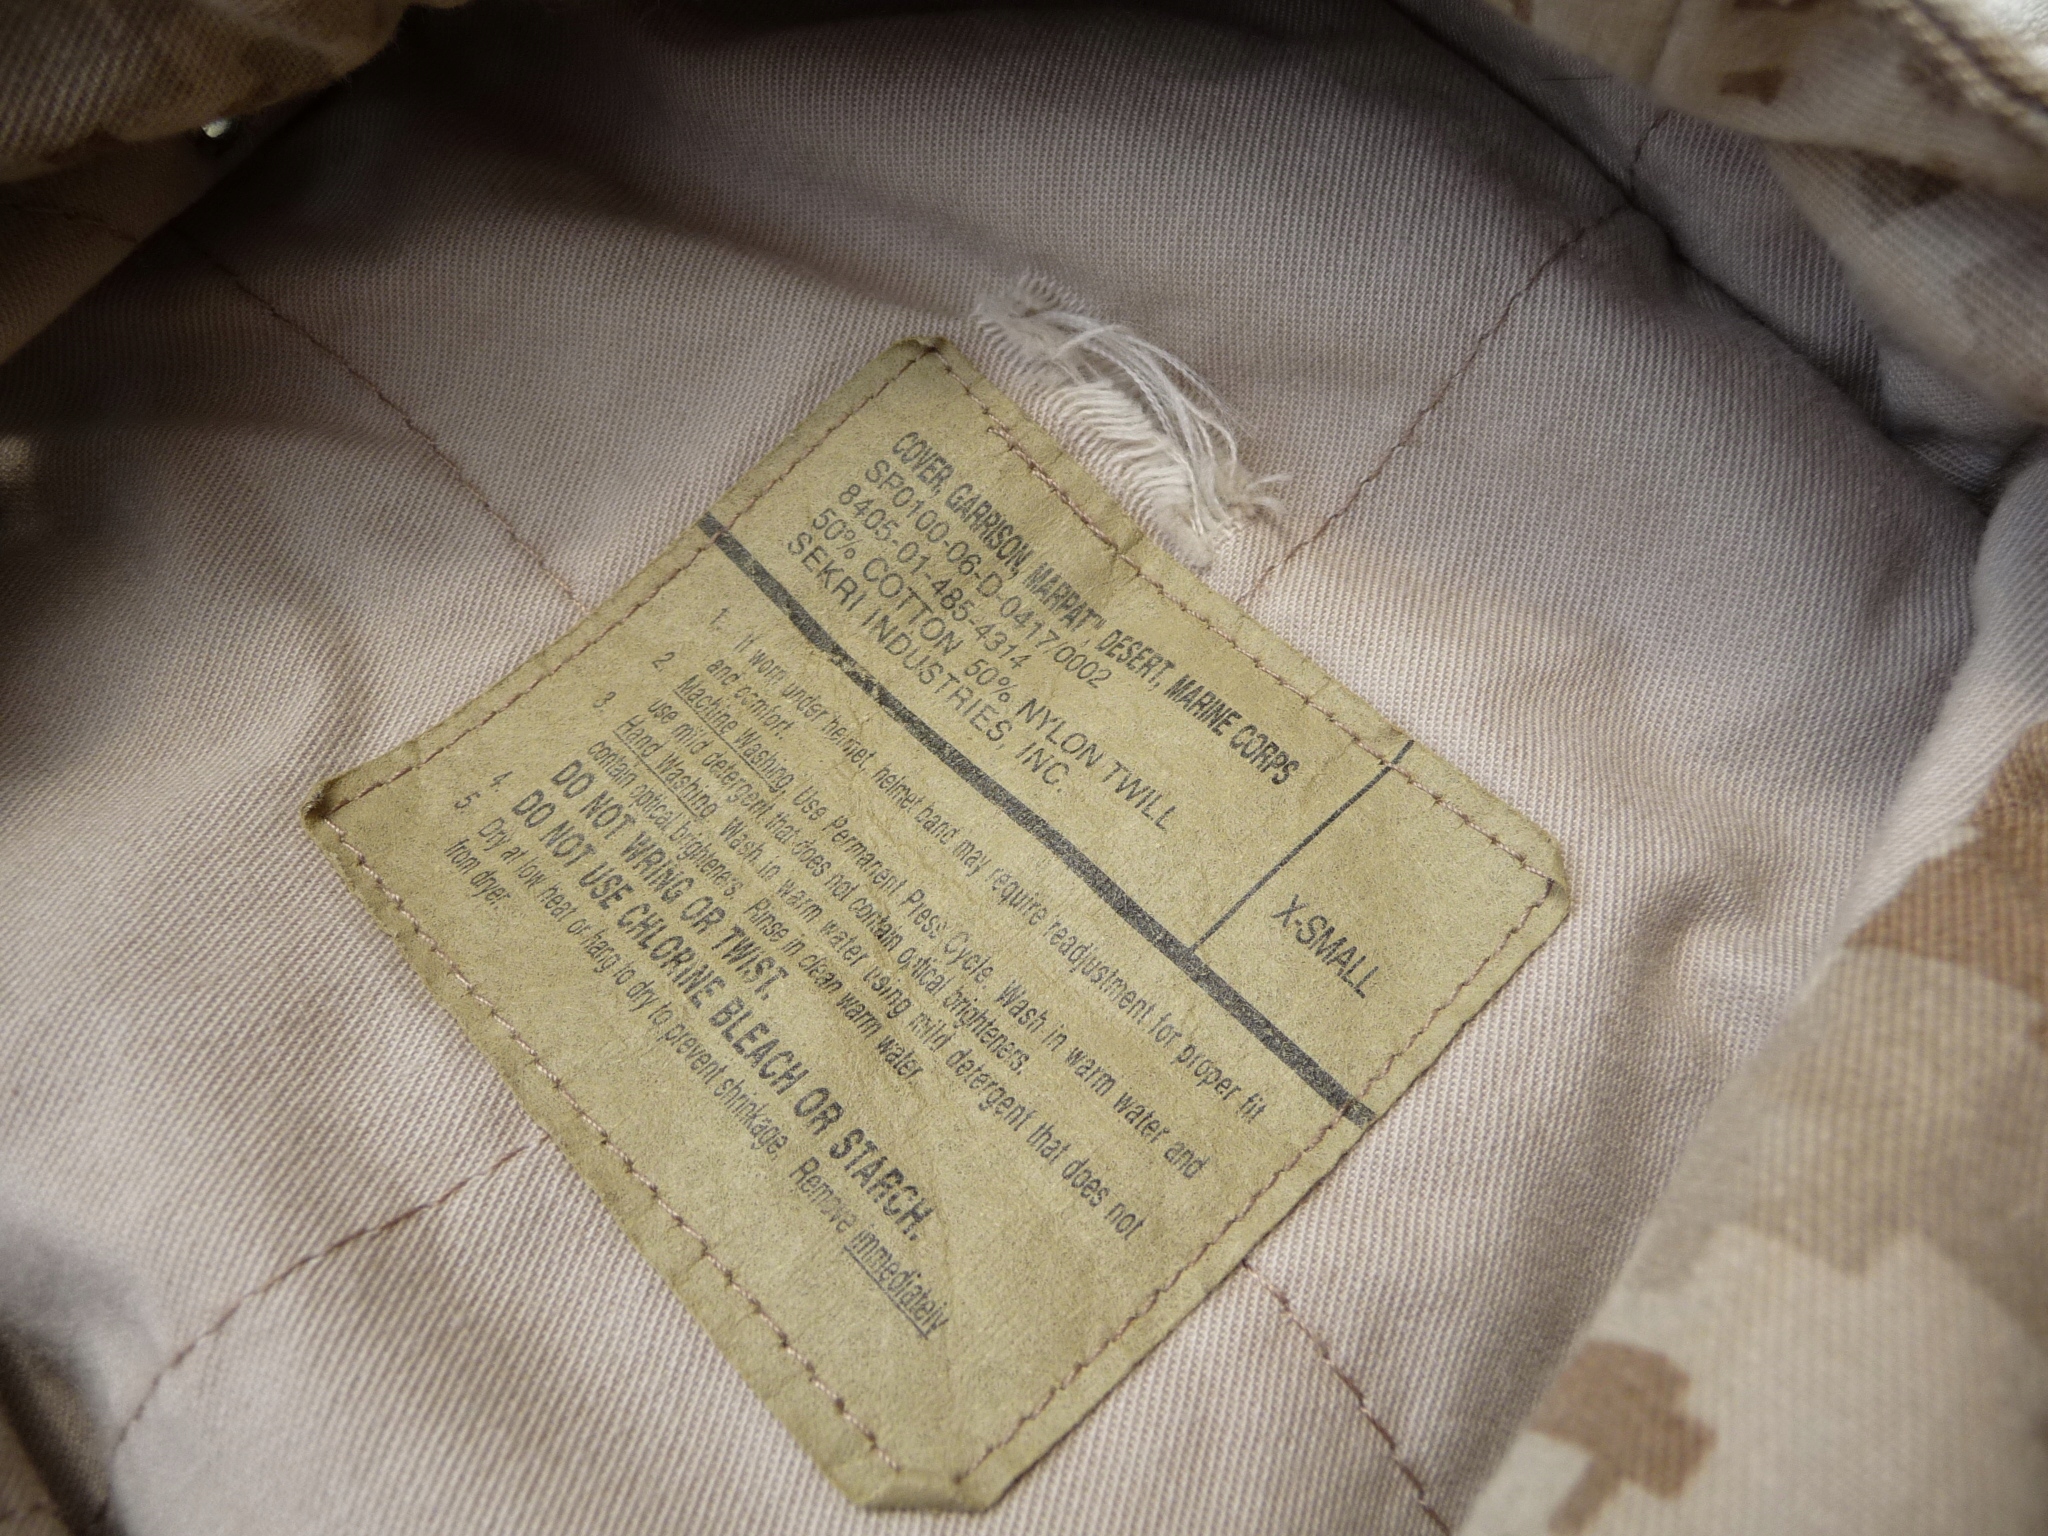 COVER, GARRISON, MARPAT™ DESERT, MARINE CORPS
SP0100-06-D-0417/0002
8405-01-485-4314
50% COTTON 50% NYLON TWILL
SEKRI INDUSTRIES, INC.
X-SMALL
1. If worn under helmet, helmet band may require readjustment for proper fit
and comfort.
2. Machine Washing. Use Permanent Press Cycle. Wash in warm water and
use mild detergent that does not contain optical brighteners.
3. Hand Washing. Wash in warm water using mild detergent that does not
contain optical brighteners. Rinse in clean warm water.
DO NOT WRING OR TWIST.
4. DO NOT USE CHLORINE BLEACH OR STARCH.
5. Dry at low heat or hang to dry to prevent shrinkage. Remove immediately
from dryer.